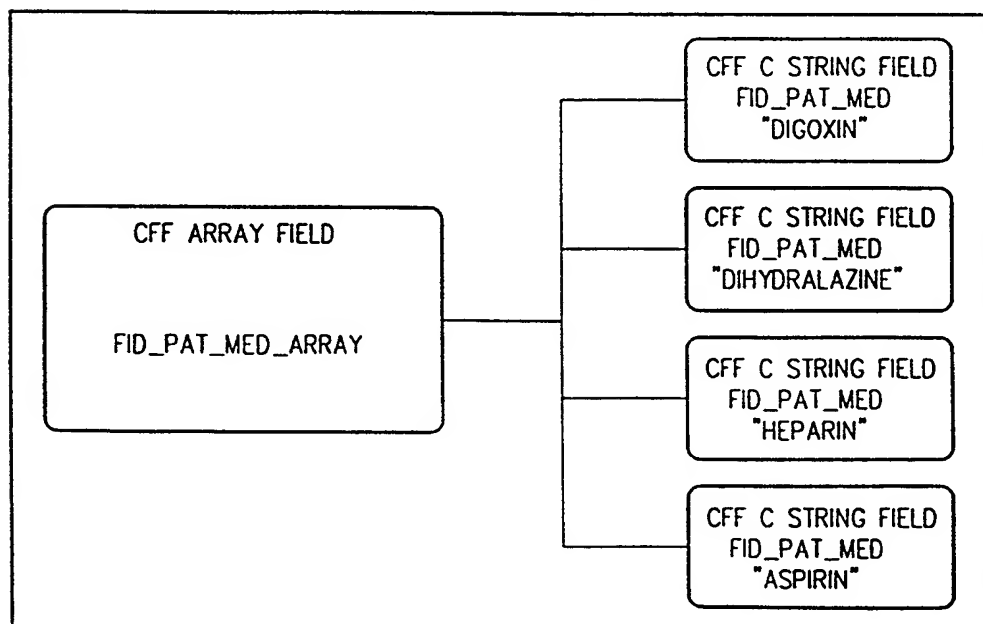 CFF ARRAY FIELD
FID_PAT_MED_ARRAY
CFF C STRING FIELD
FID_PAT_MED
"DIGOXIN"
CFF C STRING FIELD
FID_PAT_MED
"DIHYDRALAZINE"
CFF C STRING FIELD
FID_PAT_MED
"HEPARIN"
CFF C STRING FIELD
FID_PAT_MED
"ASPIRIN"